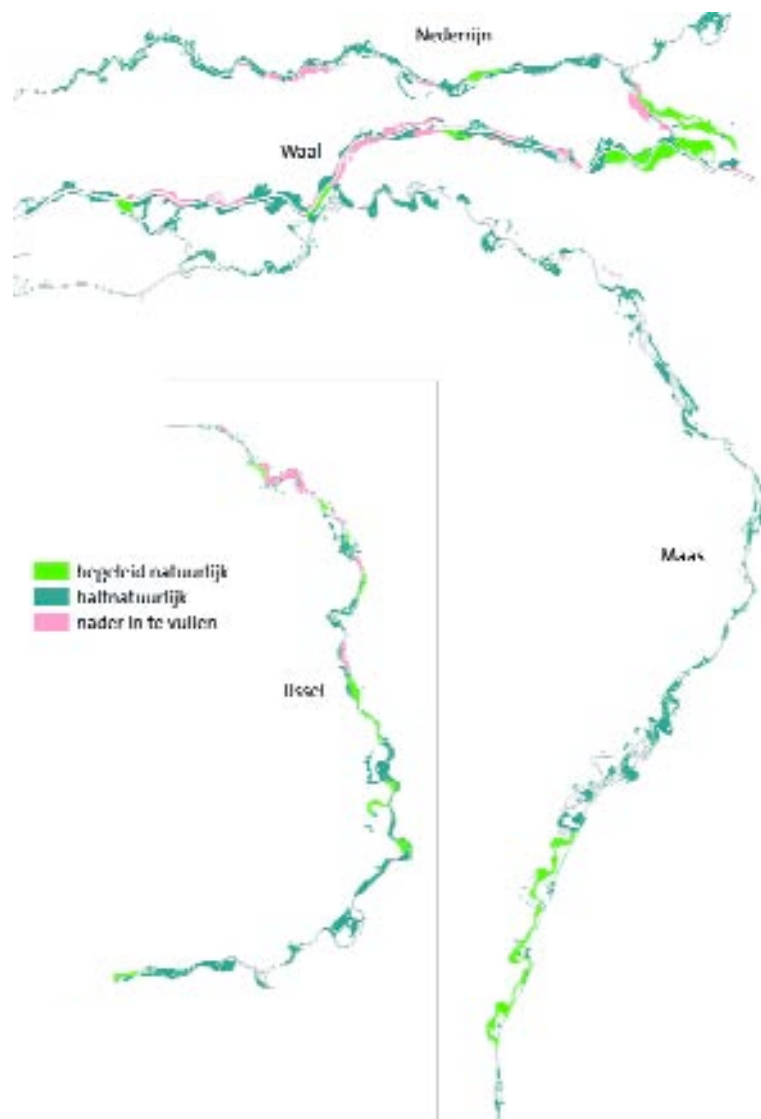 Nederrijn
Waal
Maas
begeleid natuurlijk
halfnatuurlijk
nader in te vullen
IJssel